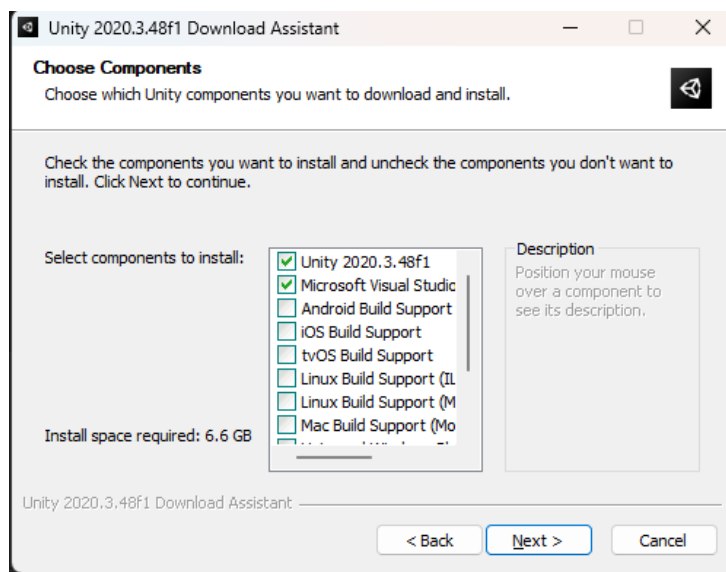 Unity 2020.3.48f1 Download Assistant
Choose Components
Choose which Unity components you want to download and install.
Check the components you want to install and uncheck the components you don't want to
install. Click Next to continue.
Select components to install:
Unity 2020.3.48f1
Microsoft Visual Studio
Android Build Support
iOS Build Support
tvOS Build Support
Linux Build Support (IL
Linux Build Support (M
Mac Build Support (Mo
Description
Position your mouse
over a component to
see its description.
Install space required: 6.6 GB
Unity 2020.3.48f1 Download Assistant
< Back
Next >
Cancel